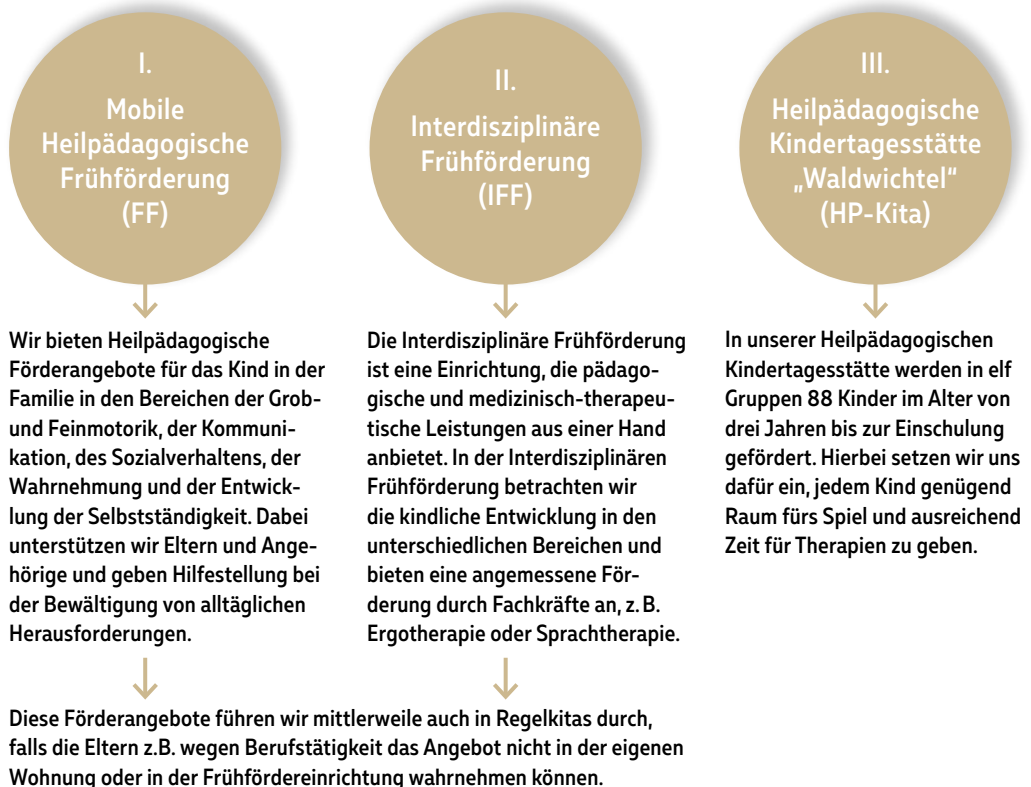 I.
Mobile
Heilpädagogische
Frühförderung
(FF)
Wir bieten Heilpädagogische
Förderangebote für das Kind in der
Familie in den Bereichen der Grob-
und Feinmotorik, der Kommuni-
kation, des Sozialverhaltens, der
Wahrnehmung und der Entwick-
lung der Selbstständigkeit. Dabei
unterstützen wir Eltern und Ange-
hörige und geben Hilfestellung bei
der Bewältigung von alltäglichen
Herausforderungen.
II.
Interdisziplinäre
Frühförderung
(IFF)
Die Interdisziplinäre Frühförderung
ist eine Einrichtung, die pädago-
gische und medizinisch-therapeu-
tische Leistungen aus einer Hand
anbietet. In der Interdisziplinären
Frühförderung betrachten wir
die kindliche Entwicklung in den
unterschiedlichen Bereichen und
bieten eine angemessene För-
derung durch Fachkräfte an, z. B.
Ergotherapie oder Sprachtherapie.
III.
Heilpädagogische
Kindertagesstätte
„Waldwichtel“
(HP-Kita)
In unserer Heilpädagogischen
Kindertagesstätte werden in elf
Gruppen 88 Kinder im Alter von
drei Jahren bis zur Einschulung
gefördert. Hierbei setzen wir uns
dafür ein, jedem Kind genügend
Raum fürs Spiel und ausreichend
Zeit für Therapien zu geben.
Diese Förderangebote führen wir mittlerweile auch in Regelkitas durch,
falls die Eltern z.B. wegen Berufstätigkeit das Angebot nicht in der eigenen
Wohnung oder in der Frühfördereinrichtung wahrnehmen können.